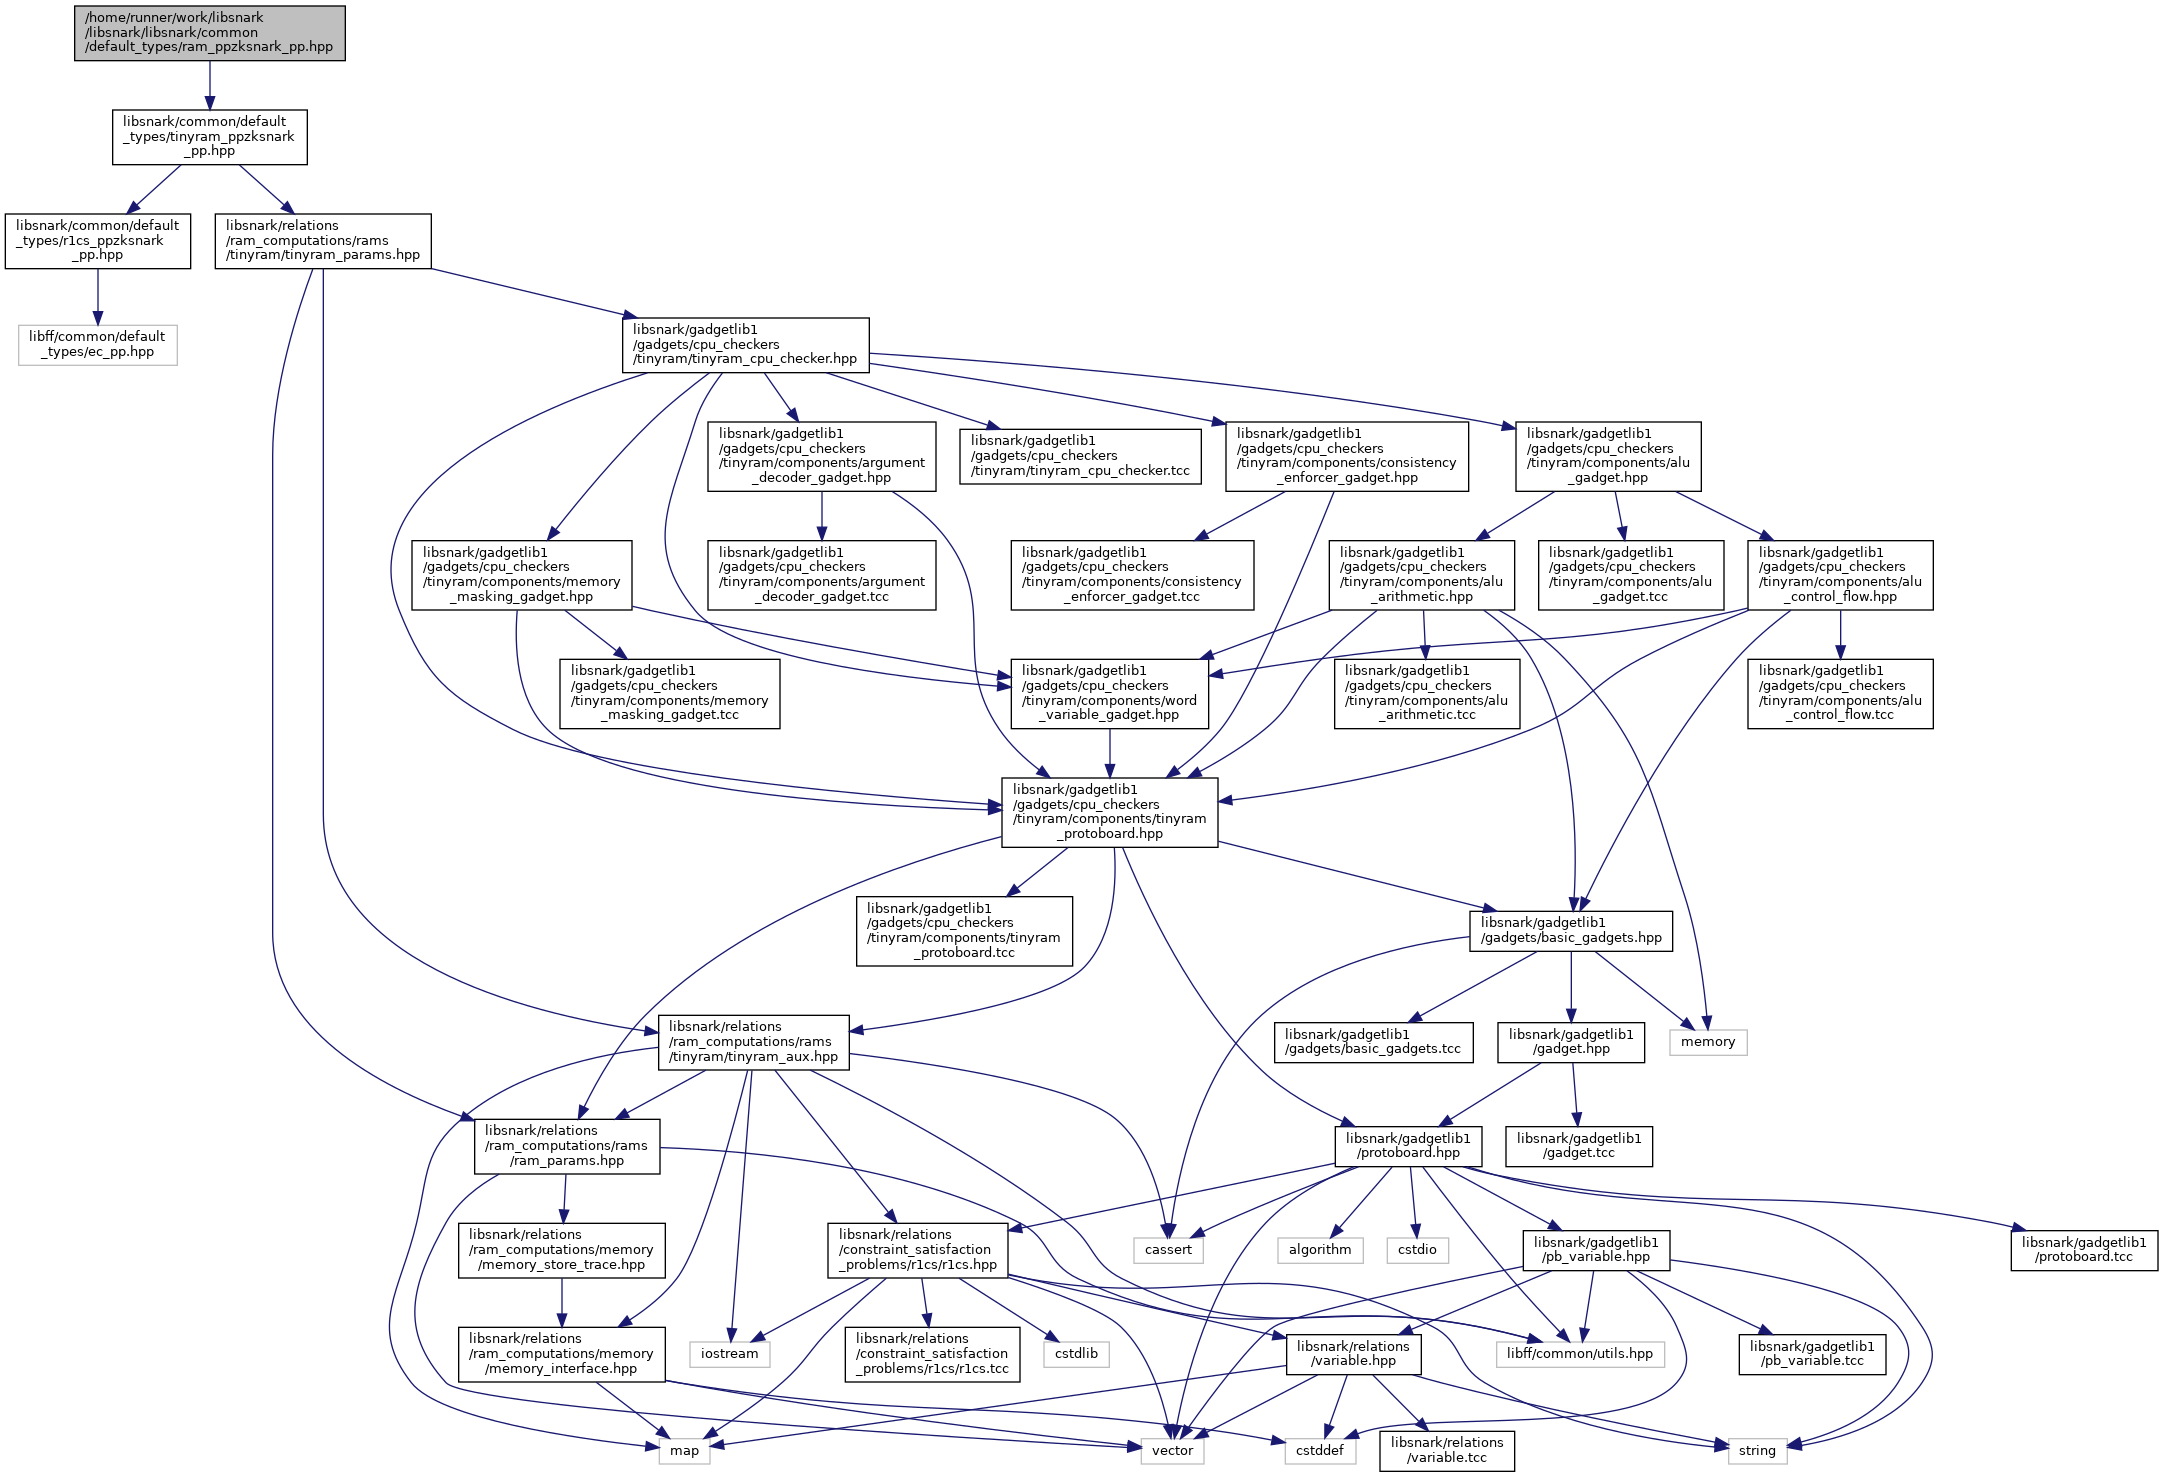 /home/runner/work/libsnark
/libsnark/libsnark/common
/default_types/ram_ppzksnark_pp.hpp
libsnark/common/default
_types/tinyram_ppzksnark
_pp.hpp
libsnark/common/default
_types/r1cs_ppzksnark
_pp.hpp
libsnark/relations
/ram_computations/rams
/tinyram/tinyram_params.hpp
libff/common/default
_types/ec_pp.hpp
libsnark/gadgetlib1
/gadgets/cpu_checkers
/tinyram/tinyram_cpu_checker.hpp
libsnark/gadgetlib1
/gadgets/cpu_checkers
/tinyram/components/argument
_decoder_gadget.hpp
libsnark/gadgetlib1
/gadgets/cpu_checkers
/tinyram/tinyram_cpu_checker.tcc
libsnark/gadgetlib1
/gadgets/cpu_checkers
/tinyram/components/consistency
_enforcer_gadget.hpp
libsnark/gadgetlib1
/gadgets/cpu_checkers
/tinyram/components/alu
_gadget.hpp
libsnark/gadgetlib1
/gadgets/cpu_checkers
/tinyram/components/memory
_masking_gadget.hpp
libsnark/gadgetlib1
/gadgets/cpu_checkers
/tinyram/components/argument
_decoder_gadget.tcc
libsnark/gadgetlib1
/gadgets/cpu_checkers
/tinyram/components/consistency
_enforcer_gadget.tcc
libsnark/gadgetlib1
/gadgets/cpu_checkers
/tinyram/components/alu
_arithmetic.hpp
libsnark/gadgetlib1
/gadgets/cpu_checkers
/tinyram/components/alu
_gadget.tcc
libsnark/gadgetlib1
/gadgets/cpu_checkers
/tinyram/components/alu
_control_flow.hpp
libsnark/gadgetlib1
/gadgets/cpu_checkers
/tinyram/components/memory
_masking_gadget.tcc
libsnark/gadgetlib1
/gadgets/cpu_checkers
/tinyram/components/word
_variable_gadget.hpp
libsnark/gadgetlib1
/gadgets/cpu_checkers
/tinyram/components/alu
_arithmetic.tcc
libsnark/gadgetlib1
/gadgets/cpu_checkers
/tinyram/components/alu
_control_flow.tcc
libsnark/gadgetlib1
/gadgets/cpu_checkers
/tinyram/components/tinyram
_protoboard.hpp
libsnark/gadgetlib1
/gadgets/cpu_checkers
/tinyram/components/tinyram
_protoboard.tcc
libsnark/gadgetlib1
/gadgets/basic_gadgets.hpp
libsnark/relations
/ram_computations/rams
/tinyram/tinyram_aux.hpp
libsnark/gadgetlib1
/gadgets/basic_gadgets.tcc
libsnark/gadgetlib1
/gadget.hpp
memory
libsnark/relations
/ram_computations/rams
/ram_params.hpp
libsnark/gadgetlib1
/protoboard.hpp
libsnark/gadgetlib1
/gadget.tcc
libsnark/relations
/ram_computations/memory
/memory_store_trace.hpp
libsnark/relations
/constraint_satisfaction
_problems/r1cs/r1cs.hpp
cassert
algorithm
cstdio
libsnark/gadgetlib1
/pb_variable.hpp
libsnark/gadgetlib1
/protoboard.tcc
libsnark/relations
/ram_computations/memory
/memory_interface.hpp
iostream
libsnark/relations
/constraint_satisfaction
_problems/r1cs/r1cs.tcc
cstdlib
libsnark/relations
/variable.hpp
libff/common/utils.hpp
libsnark/gadgetlib1
/pb_variable.tcc
map
vector
cstddef
libsnark/relations
/variable.tcc
string